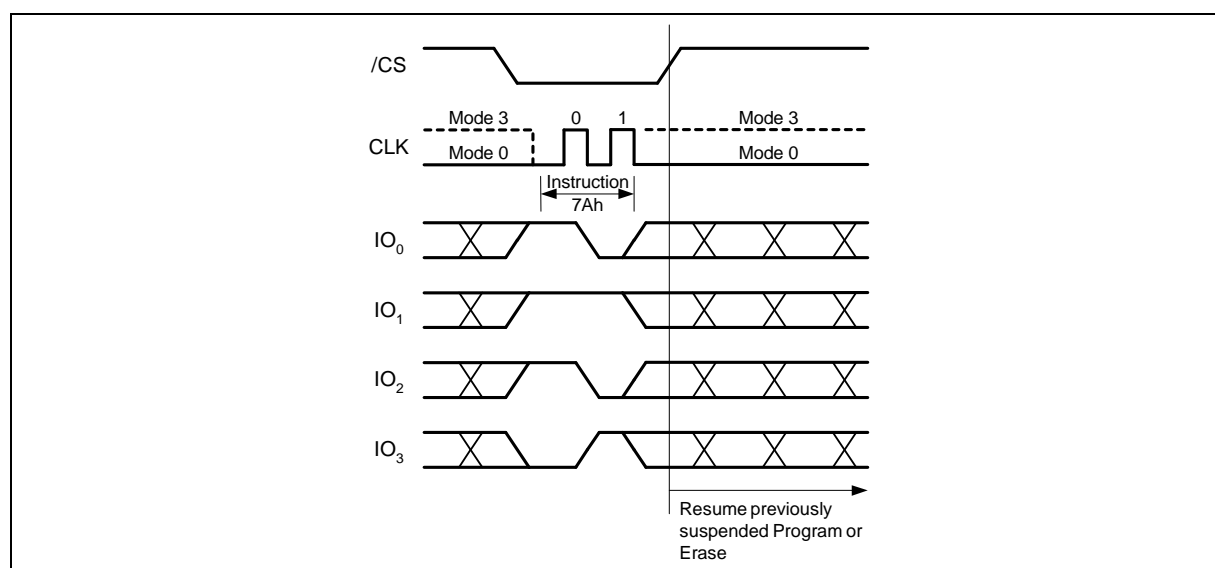 /CS
Mode 3 0 1 Mode 3
CLK
Mode 0 Mode 0
Instruction
7Ah
IO₀
IO₁
IO₂
IO₃
Resume previously
suspended Program or
Erase